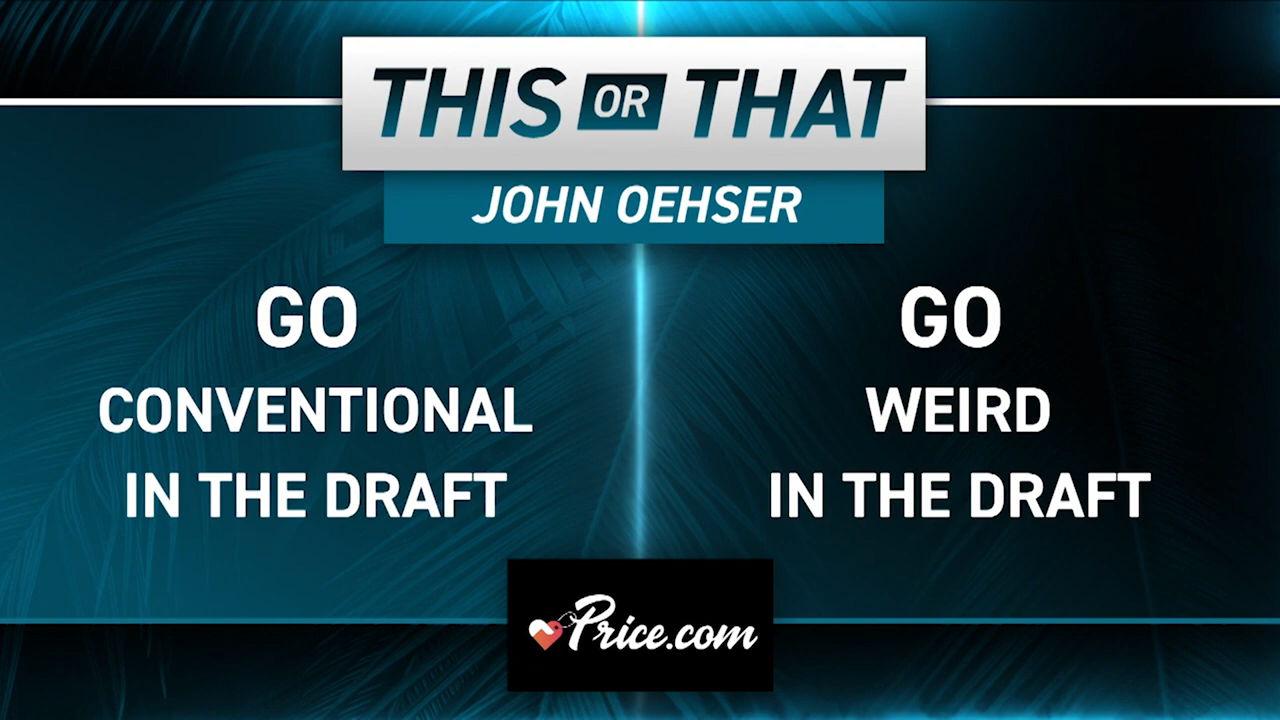 THIS OR THAT
JOHN OEHSER
GO
CONVENTIONAL
IN THE DRAFT
GO
WEIRD
IN THE DRAFT
Price.com